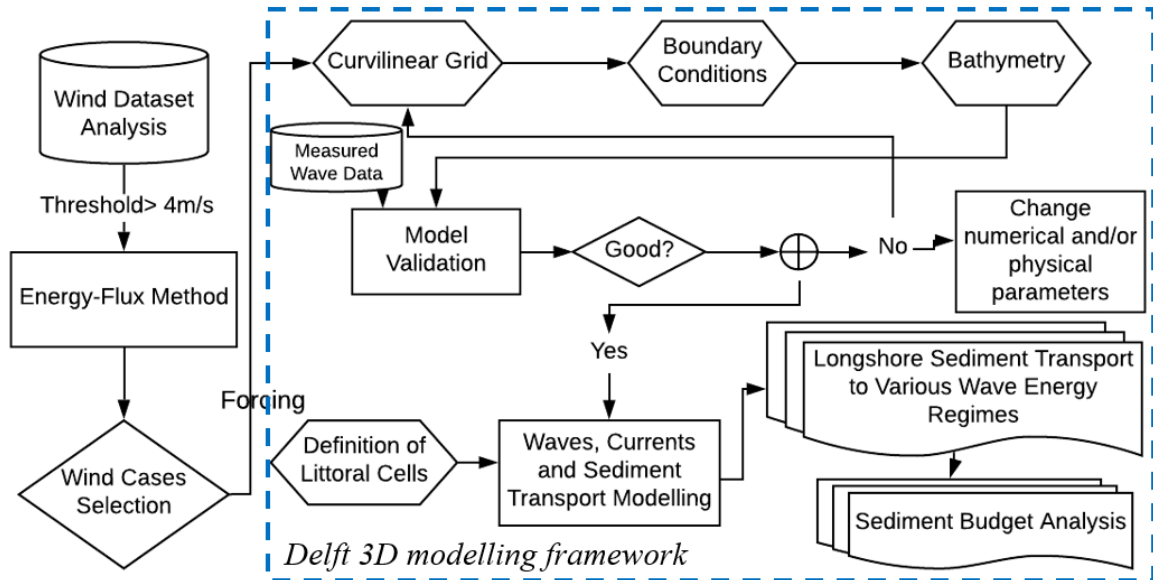 Wind Dataset
Analysis
Threshold> 4m/s
Energy-Flux Method
Wind Cases
Selection
Forcing
Curvilinear Grid
Boundary
Conditions
Bathymetry
Measured
Wave Data
Model
Validation
Good?
No
Change
numerical and/or
physical
parameters
Yes
Definition of
Littoral Cells
Waves, Currents
and Sediment
Transport Modelling
Longshore Sediment Transport
to Various Wave Energy
Regimes
Sediment Budget Analysis
Delft 3D modelling framework